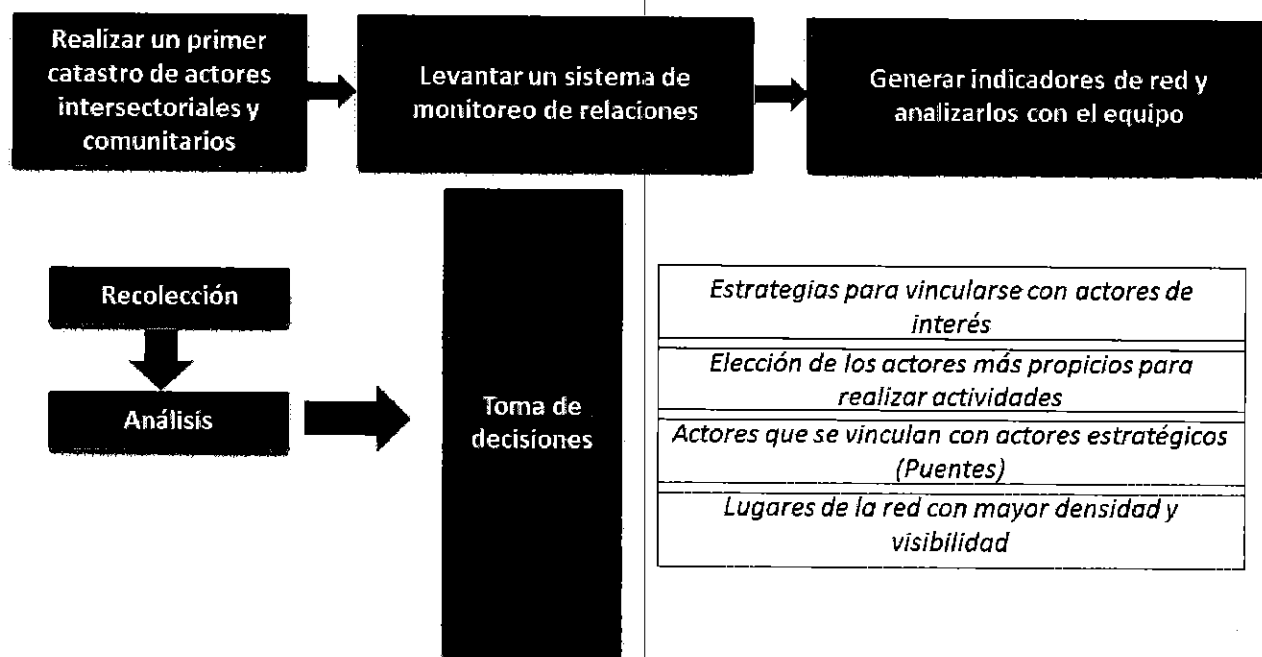 Realizar un primer
catastro de actores
intersectoriales y
comunitarios
Levantar un sistema de
monitoreo de relaciones
Generar indicadores de red y
analizarlos con el equipo
Recolección
Análisis
Toma de
decisiones
Estrategias para vincularse con actores de
interés
Elección de los actores más propicios para
realizar actividades
Actores que se vinculan con actores estratégicos
(Puentes)
Lugares de la red con mayor densidad y
visibilidad